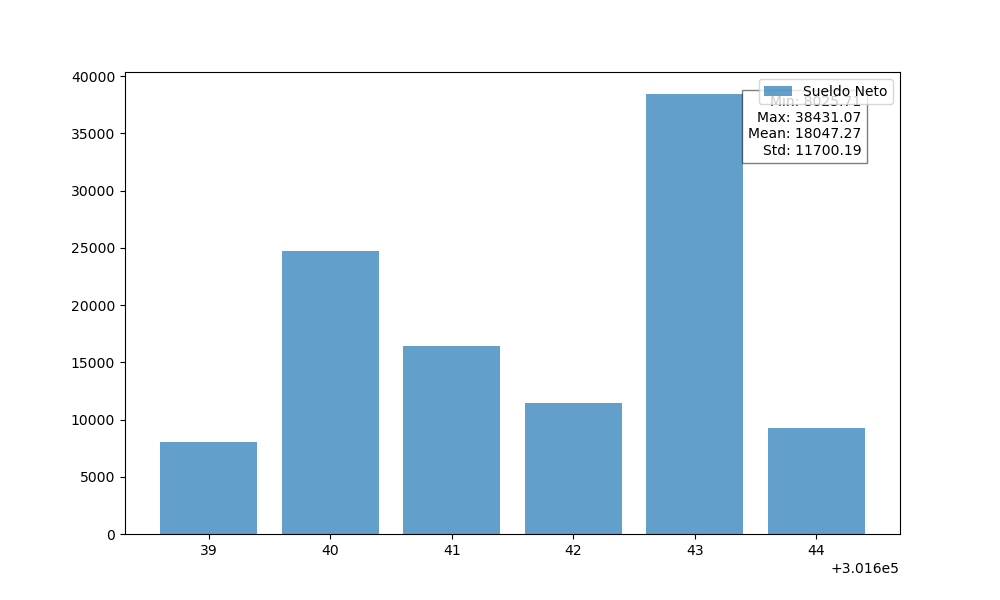 40000
35000
30000
25000
20000
15000
10000
5000
0
Sueldo Neto
Min: 8025.71
Max: 38431.07
Mean: 18047.27
Std: 11700.19
39 40 41 42 43 44
+3.016e5